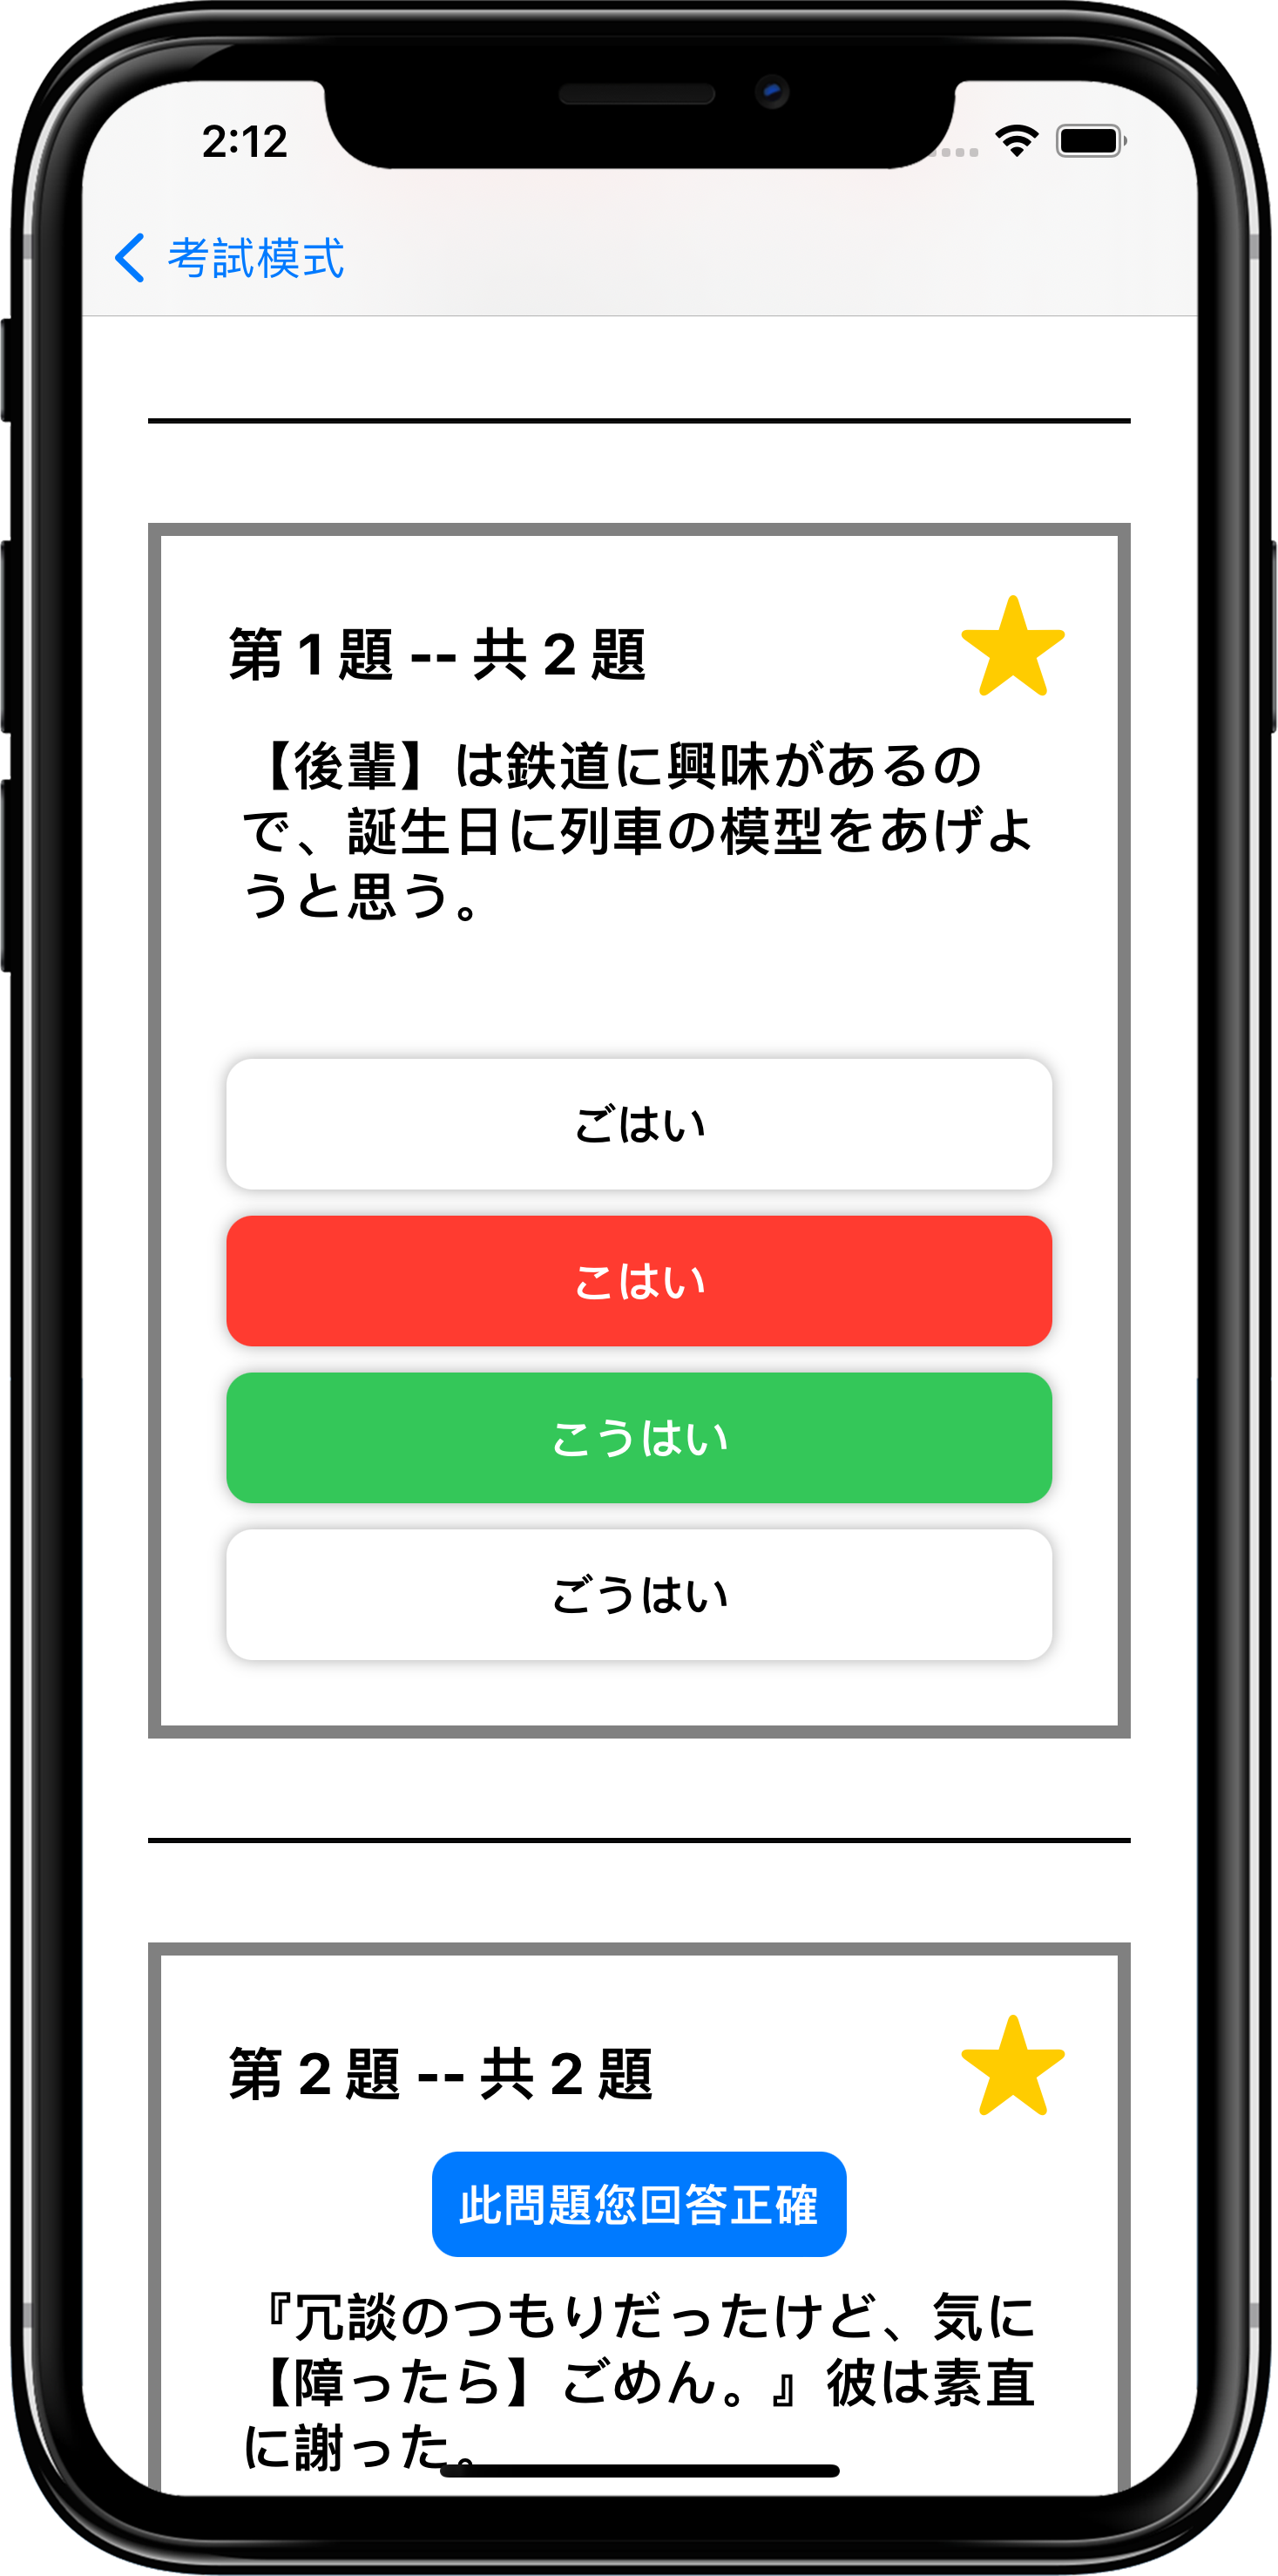 2:12
考試模式
第 1 題 -- 共 2 題
【後輩】は鉄道に興味があるの
で、誕生日に列車の模型をあげよ
うと思う。
ごはい
こはい
こうはい
ごうはい
第 2 題 -- 共 2 題
此問題您回答正確
『冗談のつもりだったけど、気に
【障ったら】ごめん。』彼は素直
に謝った。